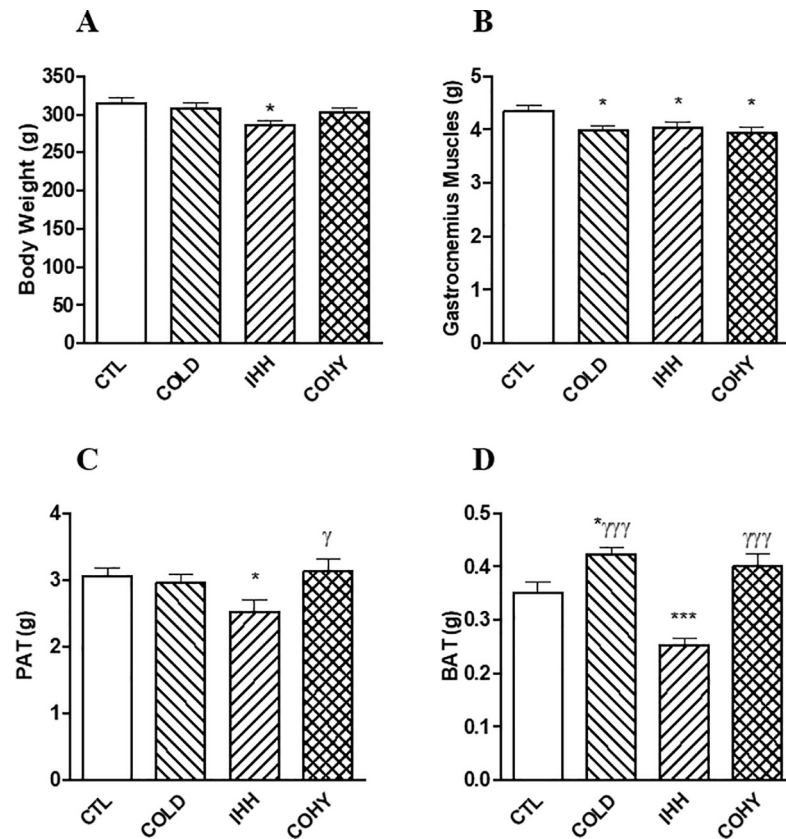 A
Body Weight (g)
350
300
250
200
150
100
50
0
*
CTL
COLD
IHH
COHY
B
Gastrocnemius Muscles (g)
5
4
3
2
1
0
*
*
*
CTL
COLD
IHH
COHY
C
PAT (g)
4
3
2
1
0
*
γ
CTL
COLD
IHH
COHY
D
BAT (g)
0.5
0.4
0.3
0.2
0.1
0.0
*γγγ
***
γγγ
CTL
COLD
IHH
COHY